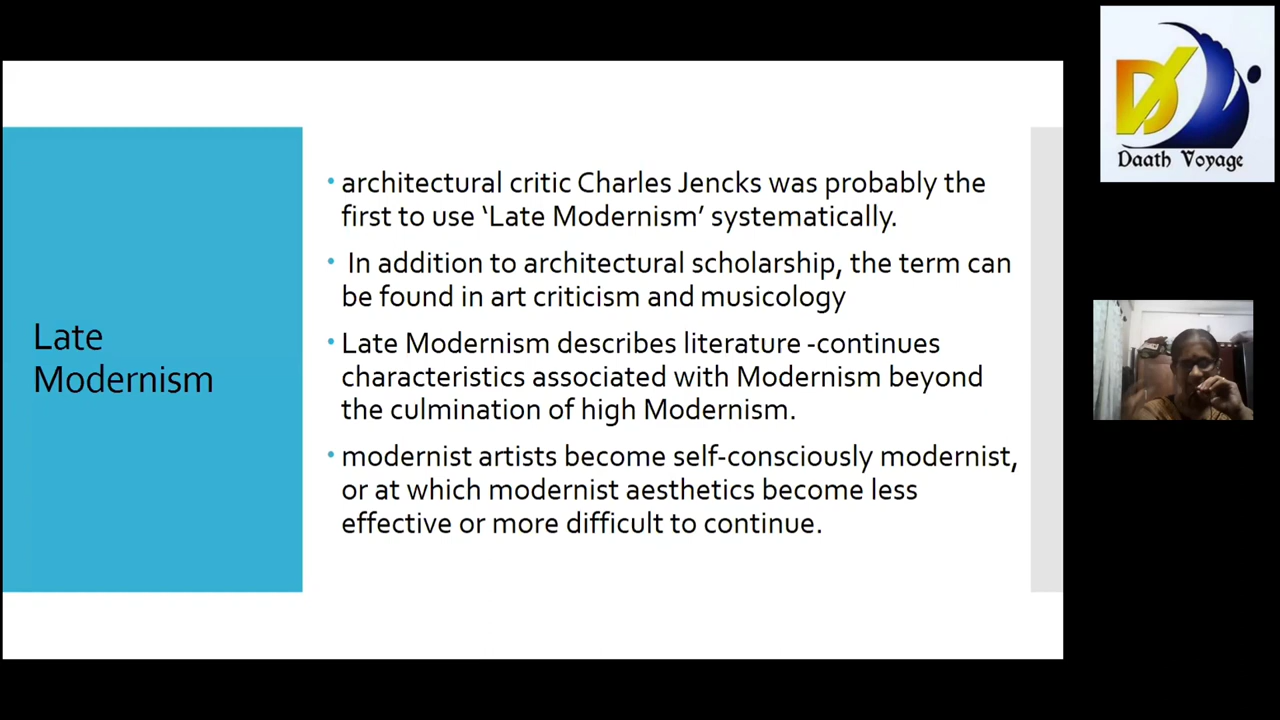 Late
Modernism
• architectural critic Charles Jencks was probably the
first to use ‘Late Modernism’ systematically.
• In addition to architectural scholarship, the term can
be found in art criticism and musicology
• Late Modernism describes literature -continues
characteristics associated with Modernism beyond
the culmination of high Modernism.
• modernist artists become self-consciously modernist,
or at which modernist aesthetics become less
effective or more difficult to continue.
D
Daath Voyage